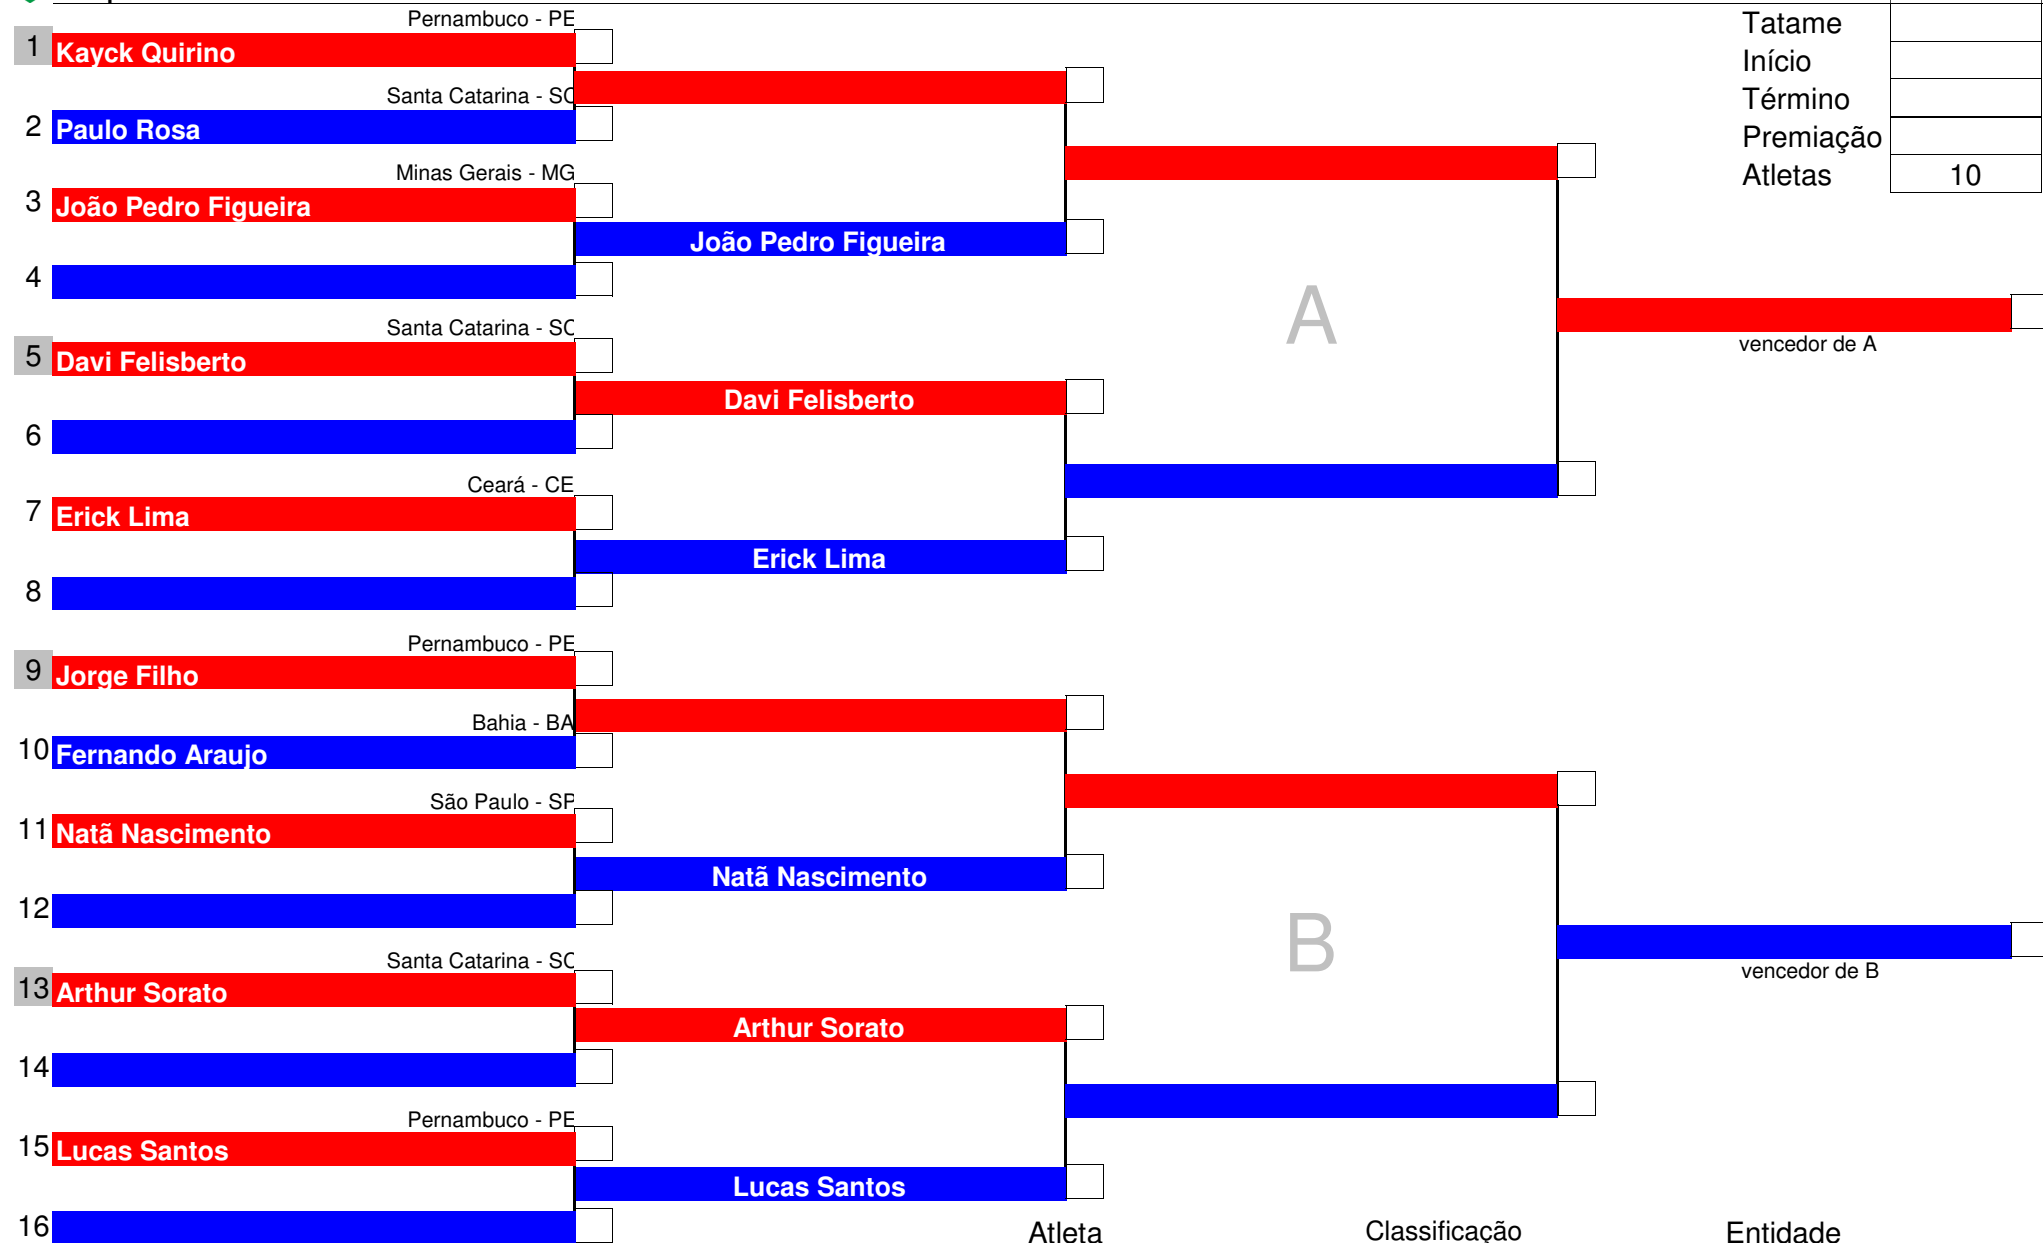 Pernambuco - PE
1 Kayck Quirino
Santa Catarina - SC
2 Paulo Rosa
Minas Gerais - MG
3 João Pedro Figueira
João Pedro Figueira
4
Santa Catarina - SC
5 Davi Felisberto
Davi Felisberto
6
Ceará - CE
7 Erick Lima
Erick Lima
8
Pernambuco - PE
9 Jorge Filho
Bahia - BA
10 Fernando Araujo
São Paulo - SP
11 Natã Nascimento
Natã Nascimento
12
Santa Catarina - SC
13 Arthur Sorato
Arthur Sorato
14
Pernambuco - PE
15 Lucas Santos
Lucas Santos
16
A
B
Tatame
Início
Término
Premiação
Atletas 10
vencedor de A
vencedor de B
Atleta Classificação Entidade